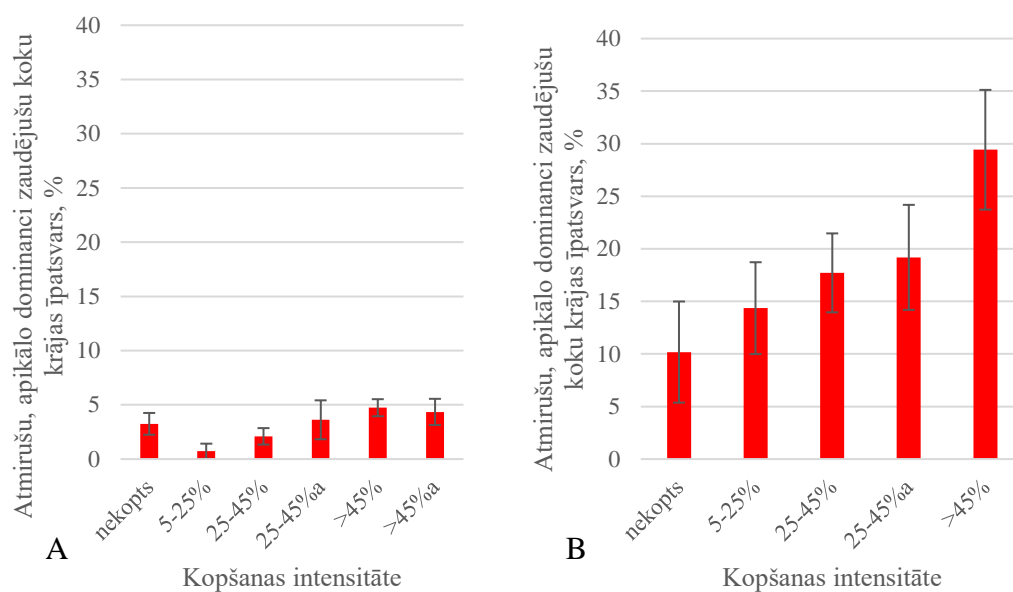 Atmirušu, apikālo dominanci zaudējušu koku
krājas īpatsvars, %
40
35
30
25
20
15
10
5
0
nekopts
5-25%
25-45%
25-45%a
>45%
>45%a
A
Kopšanas intensitāte
Atmirušu, apikālo dominanci zaudējušu
koku krājas īpatsvars, %
40
35
30
25
20
15
10
5
0
nekopts
5-25%
25-45%
25-45%a
>45%
B
Kopšanas intensitāte